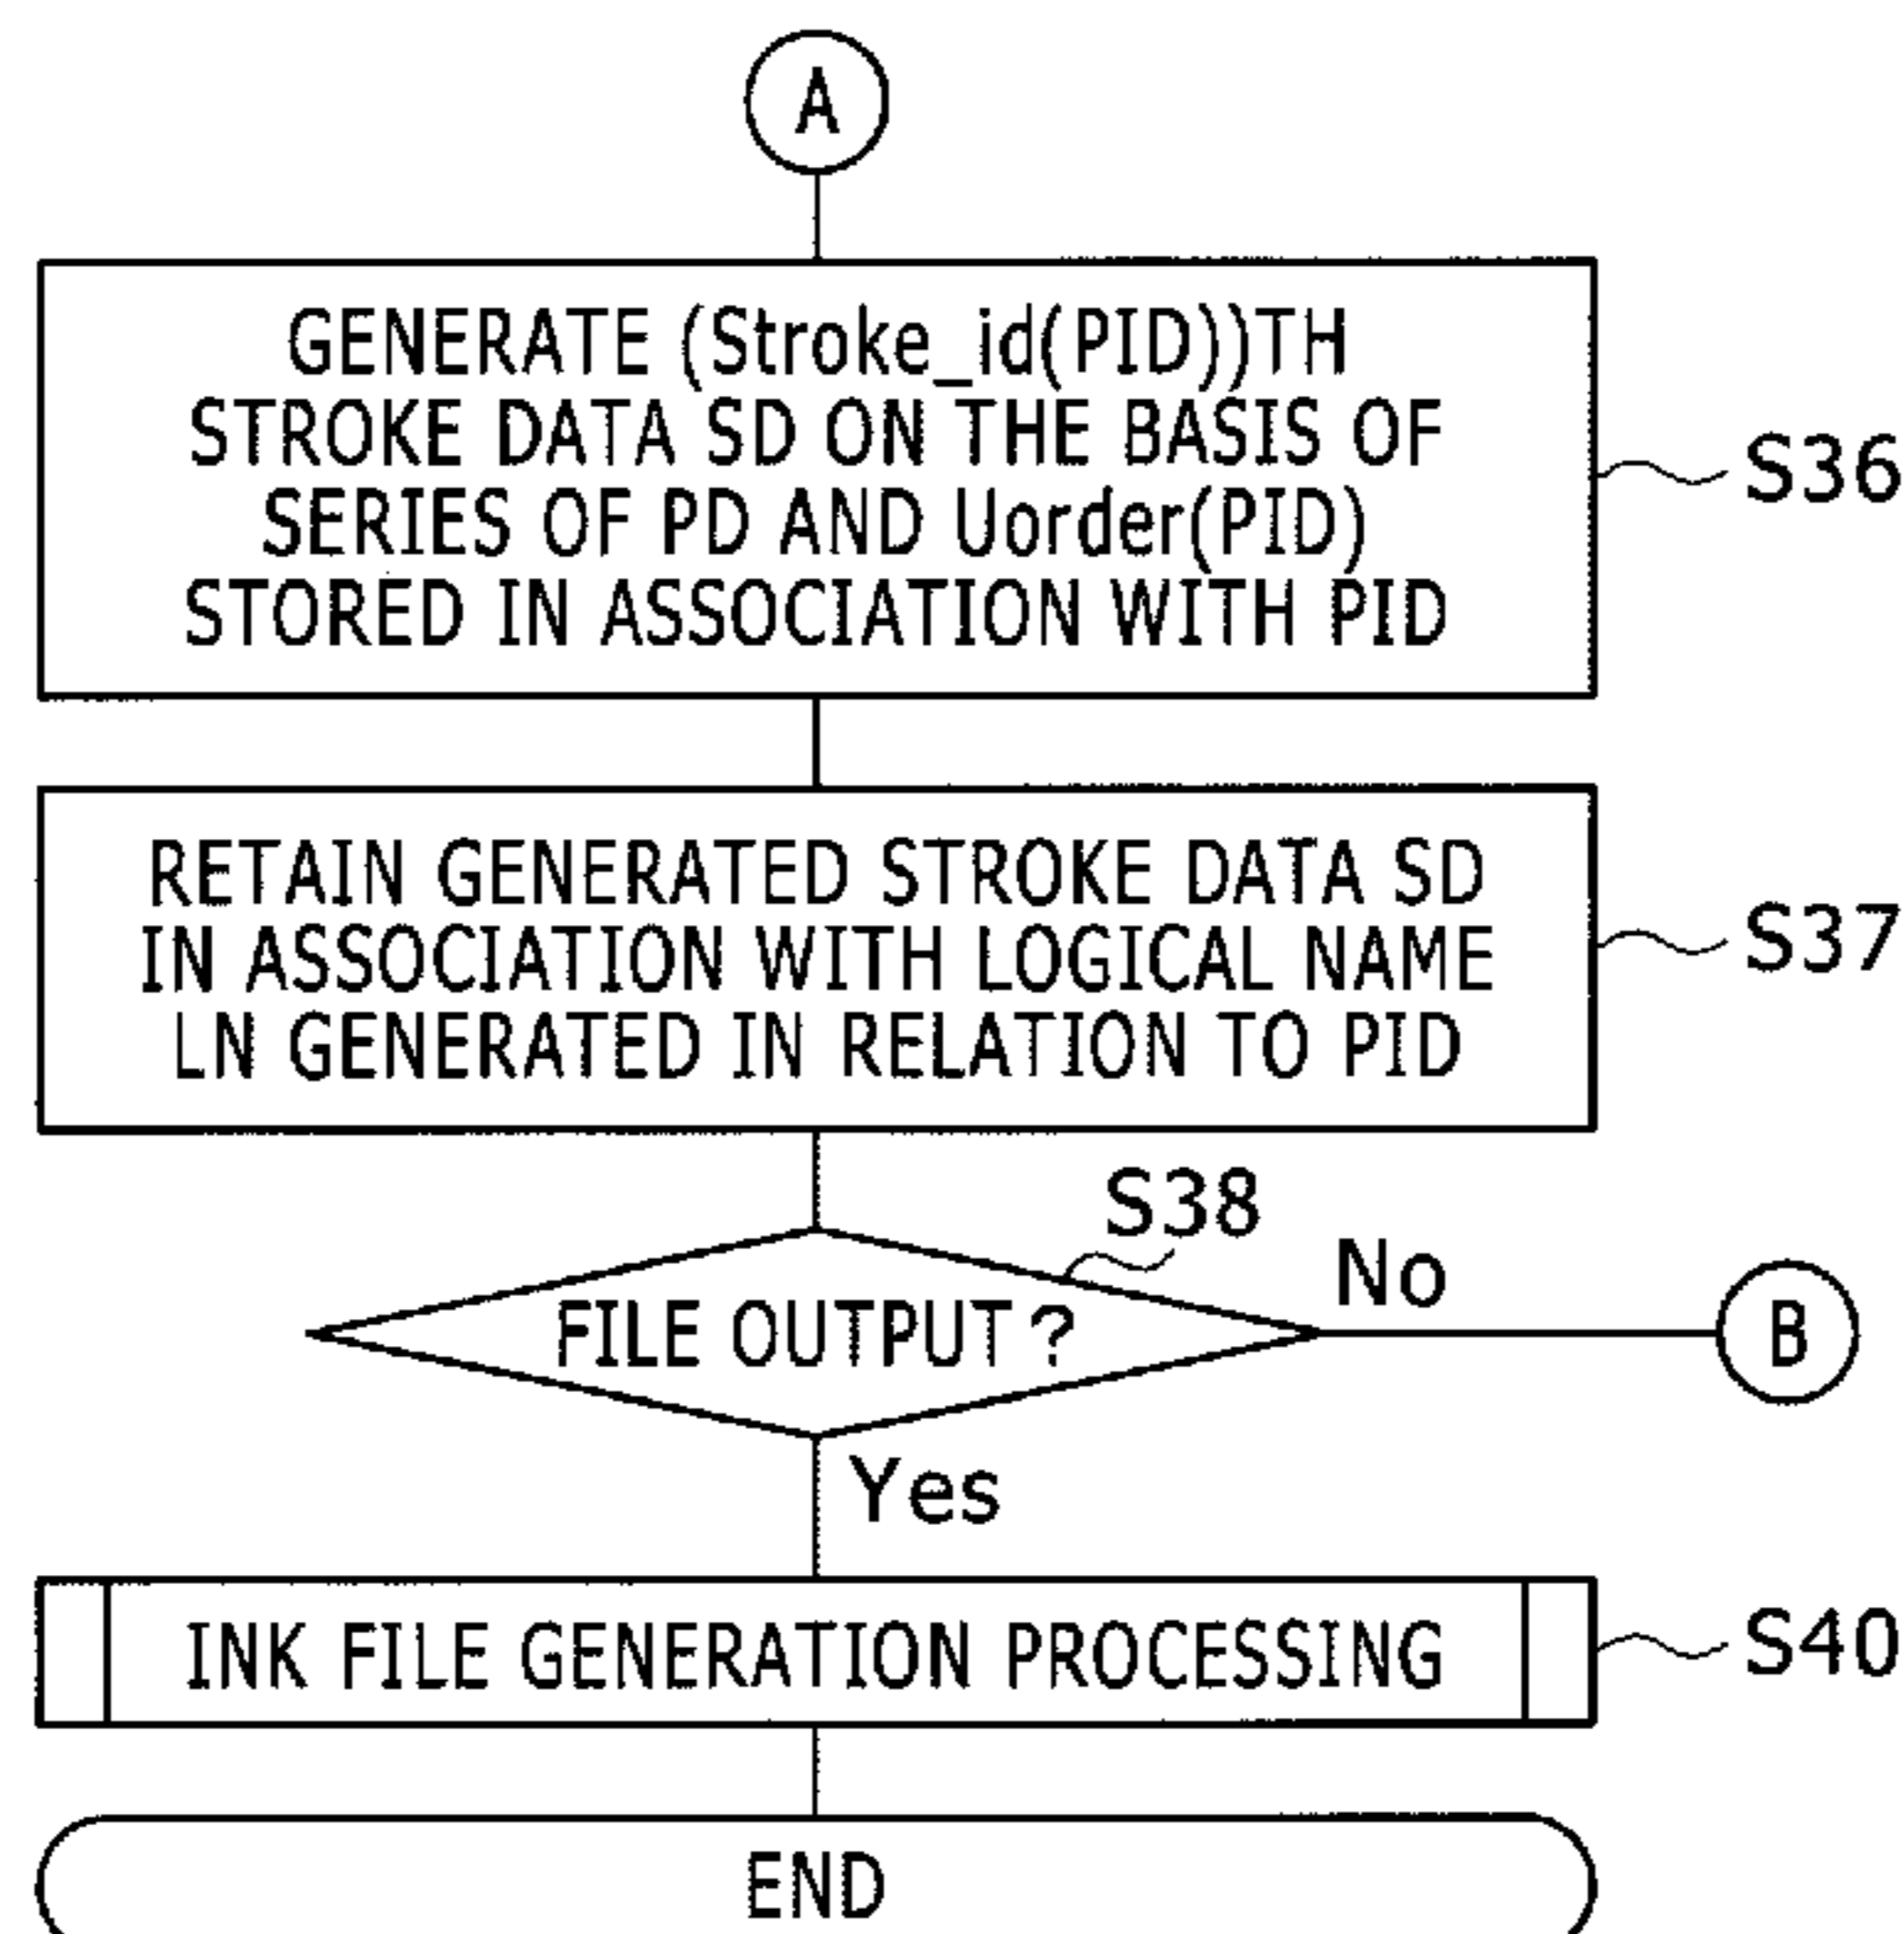 A
GENERATE (Stroke_id(PID))TH
STROKE DATA SD ON THE BASIS OF
SERIES OF PD AND Uorder(PID)
STORED IN ASSOCIATION WITH PID
S36
RETAIN GENERATED STROKE DATA SD
IN ASSOCIATION WITH LOGICAL NAME
LN GENERATED IN RELATION TO PID
S37
S38
FILE OUTPUT?
No
B
Yes
INK FILE GENERATION PROCESSING
S40
END